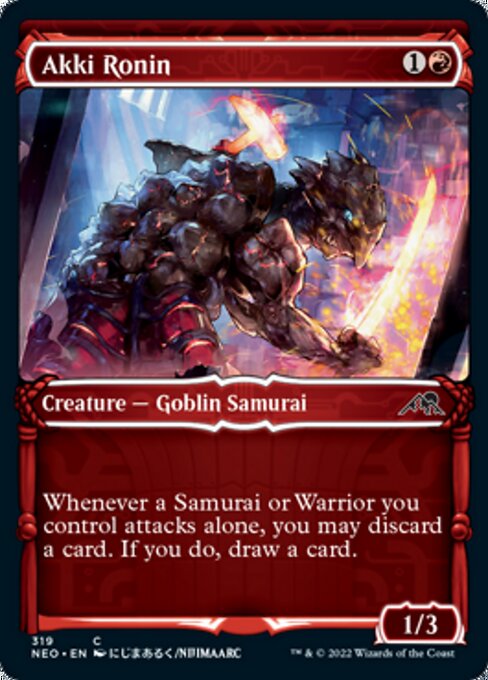 Akki Ronin 1
Creature — Goblin Samurai
Whenever a Samurai or Warrior you
control attacks alone, you may discard
a card. If you do, draw a card.
1/3
319 C
NEO • EN にじまあるく/NIJIMAARC ™ & © 2022 Wizards of the Coast